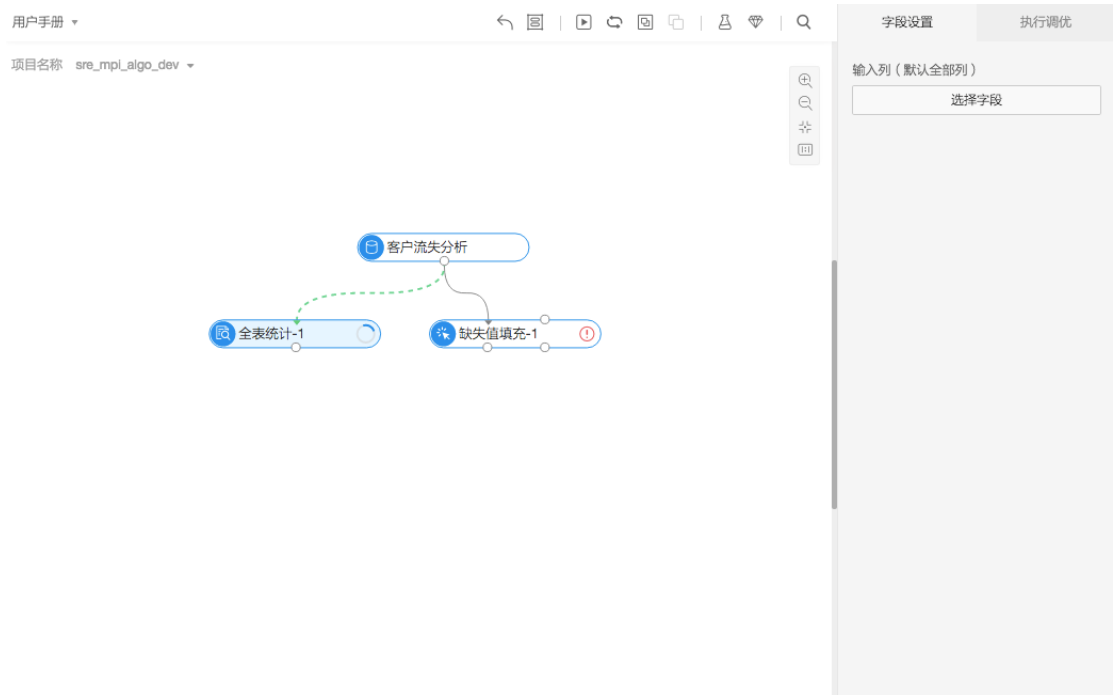 用户手册
字段设置
执行调优
项目名称 sre_mpi_algo_dev
输入列 ( 默认全部列 )
选择字段
客户流失分析
全表统计-1
缺失值填充-1